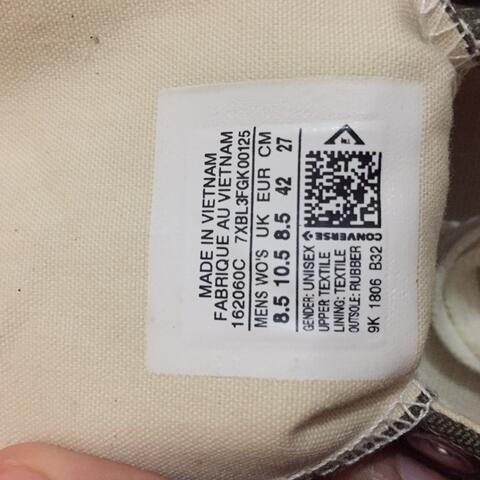 MADE IN VIETNAM
FABRIQUE AU VIETNAM
162060C 7XBL3FGK00125
MENS WO'S UK EUR CM
8.5 10.5 8.5 42 27
CONVERSE
GENDER: UNISEX
UPPER TEXTILE
LINING: TEXTILE
OUTSOLE: RUBBER
9K 1806 B32